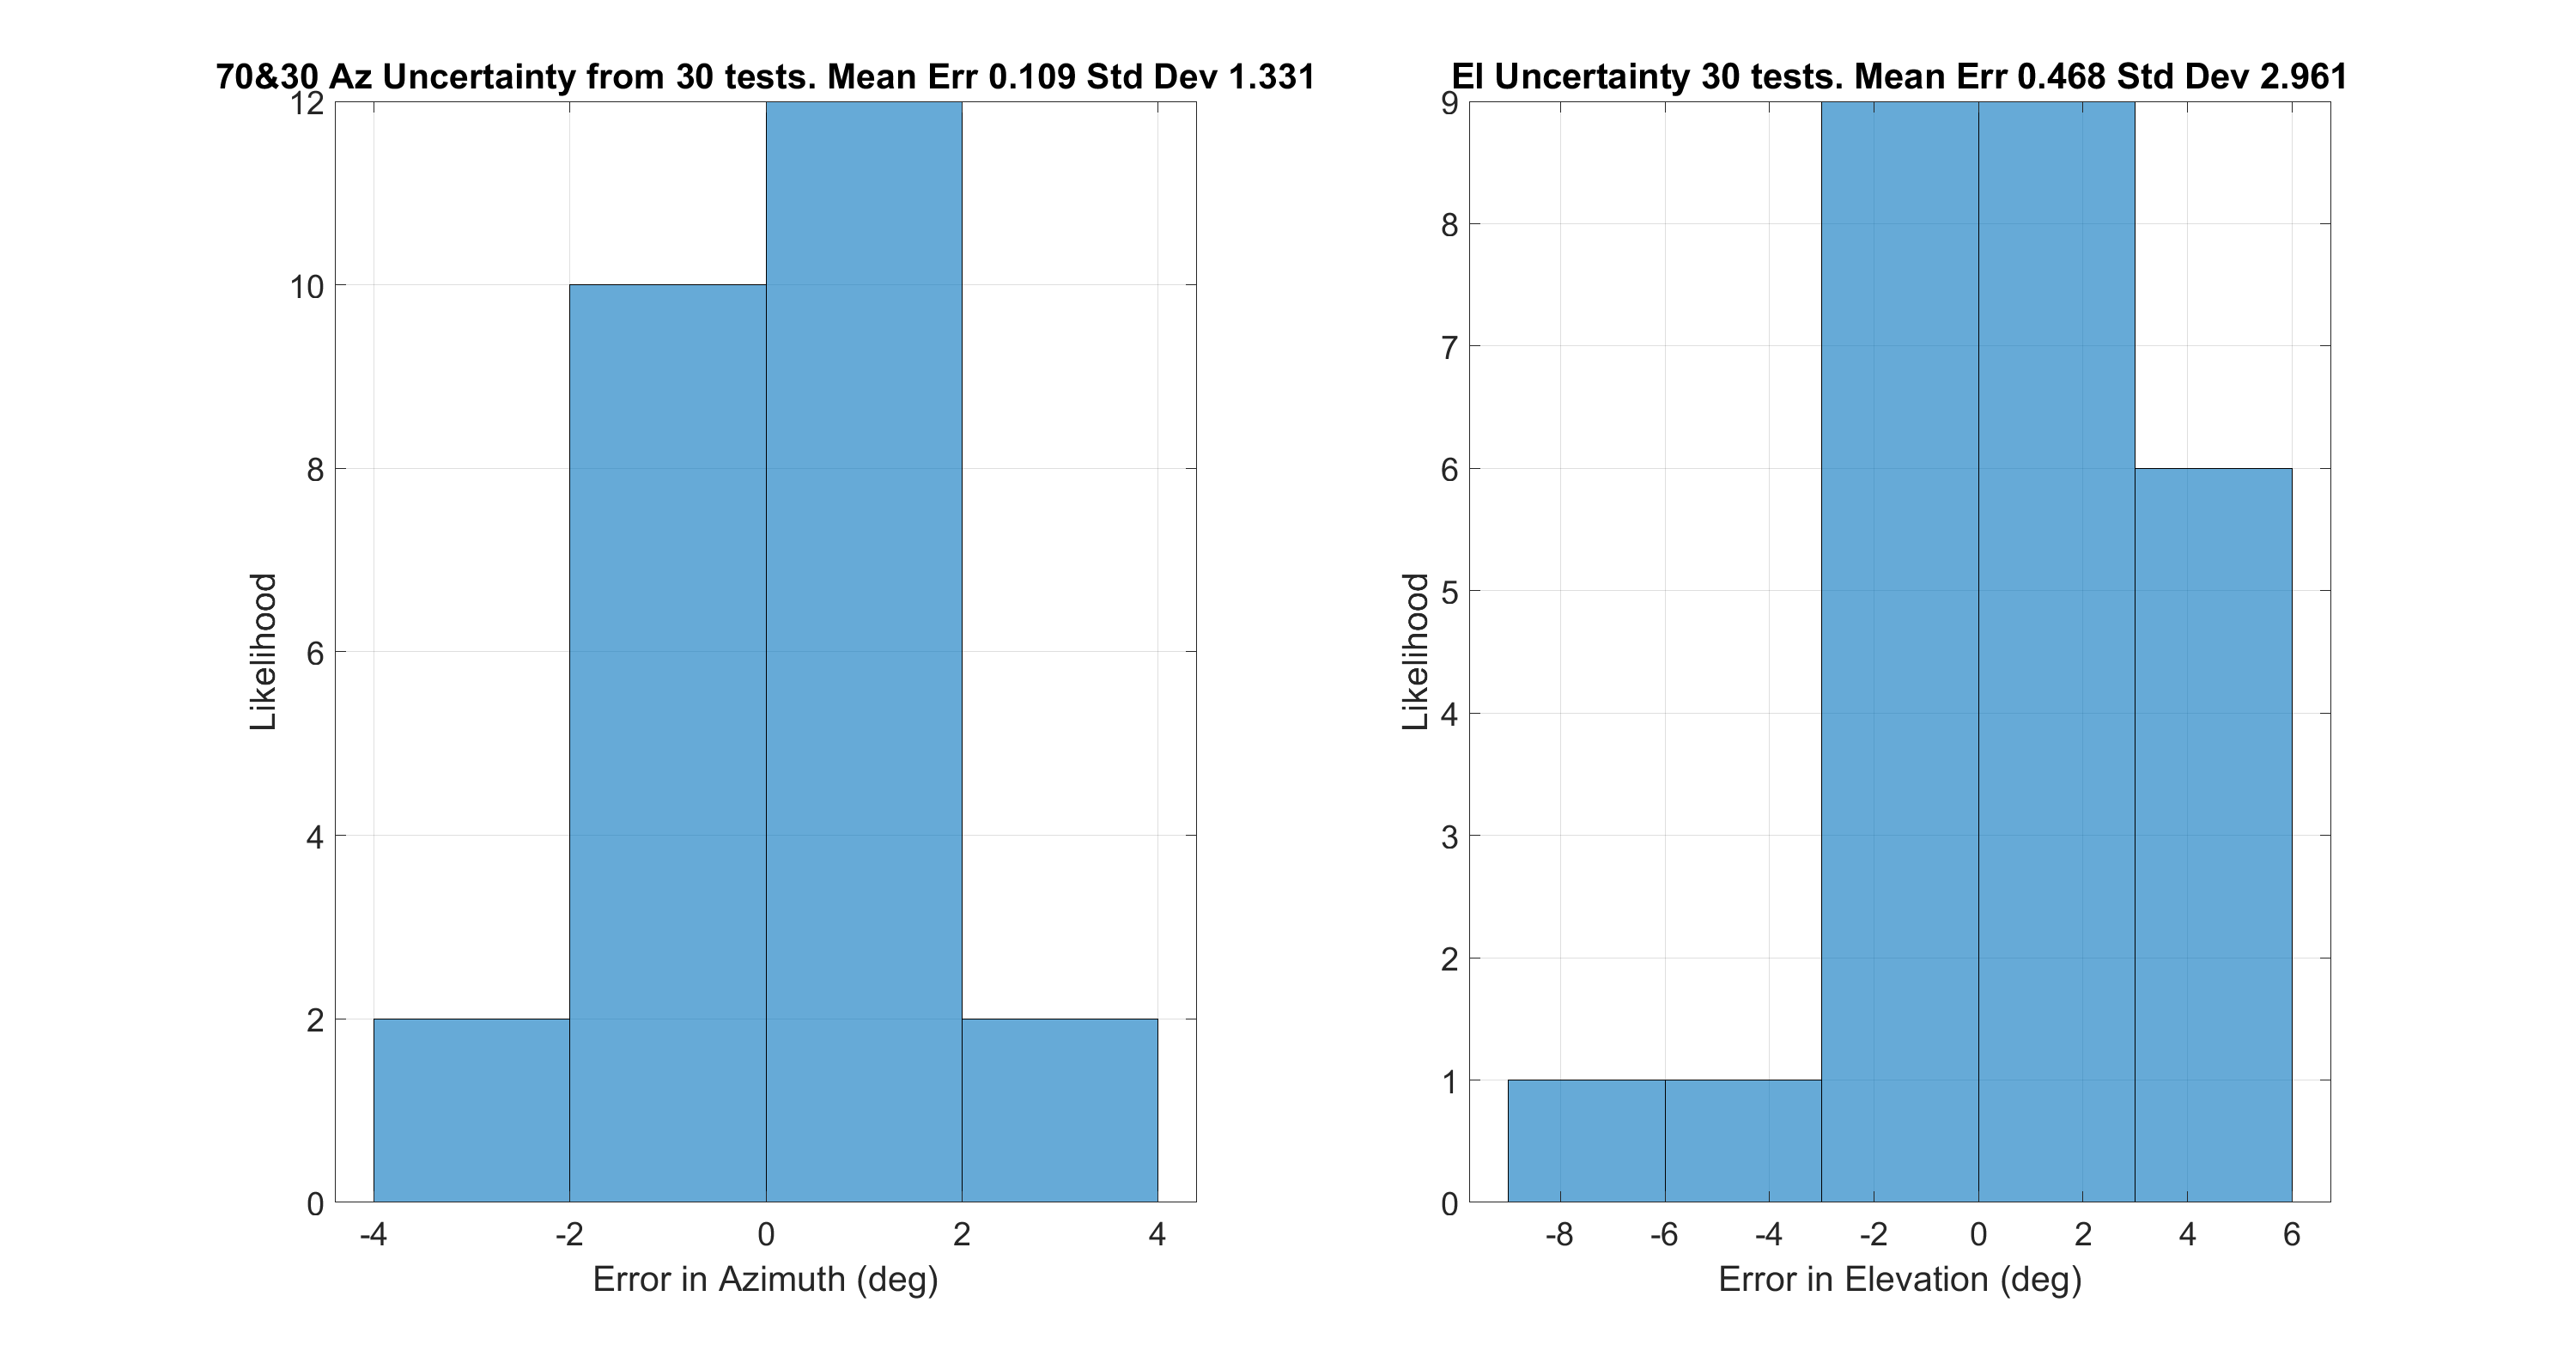 70&30 Az Uncertainty from 30 tests. Mean Err 0.109 Std Dev 1.331
12
10
8
6
4
2
0
Likelihood
-4 -2 0 2 4
Error in Azimuth (deg)
El Uncertainty 30 tests. Mean Err 0.468 Std Dev 2.961
9
8
7
6
5
4
3
2
1
0
Likelihood
-8 -6 -4 -2 0 2 4 6
Error in Elevation (deg)